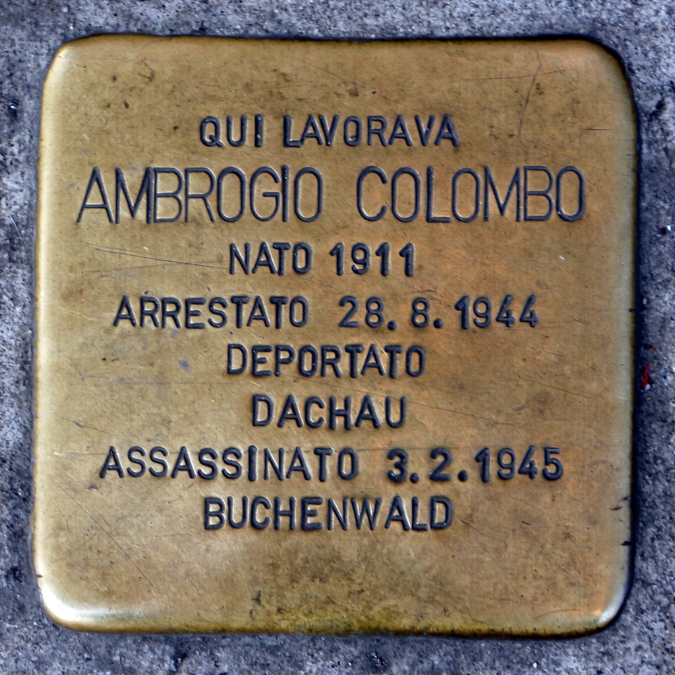 QUI LAVORAVA
AMBROGIO COLOMBO
NATO 1911
ARRESTATO 28.8.1944
DEPORTATO
DACHAU
ASSASSINATO 3.2.1945
BUCHENWALD